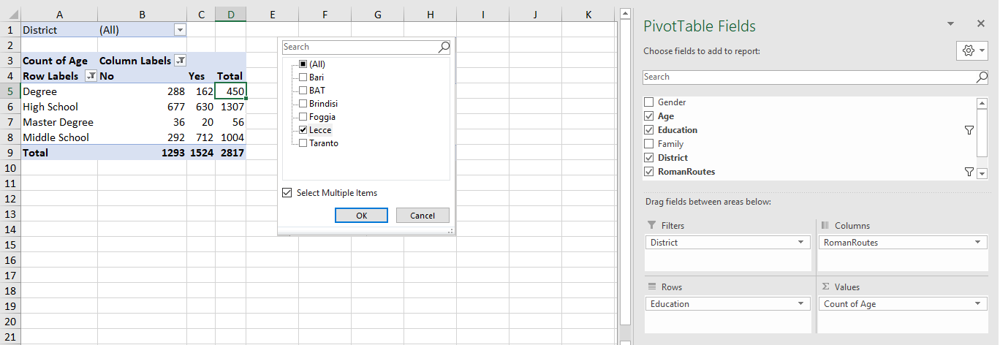 A B C D E F G H I J K
1 District (All)
2
3 Count of Age Column Labels
4 Row Labels No Yes Total
5 Degree 288 162 450
6 High School 677 630 1307
7 Master Degree 36 20 56
8 Middle School 292 712 1004
9 Total 1293 1524 2817
10
11
12
13
14
15
16
17
18
19
20
21
Search
(All)
Bari
BAT
Brindisi
Foggia
Lecce
Taranto
Select Multiple Items
OK Cancel
PivotTable Fields
Choose fields to add to report:
Search
Gender
Age
Education
Family
District
RomanRoutes
Drag fields between areas below:
Filters Columns
District RomanRoutes
Rows Σ Values
Education Count of Age